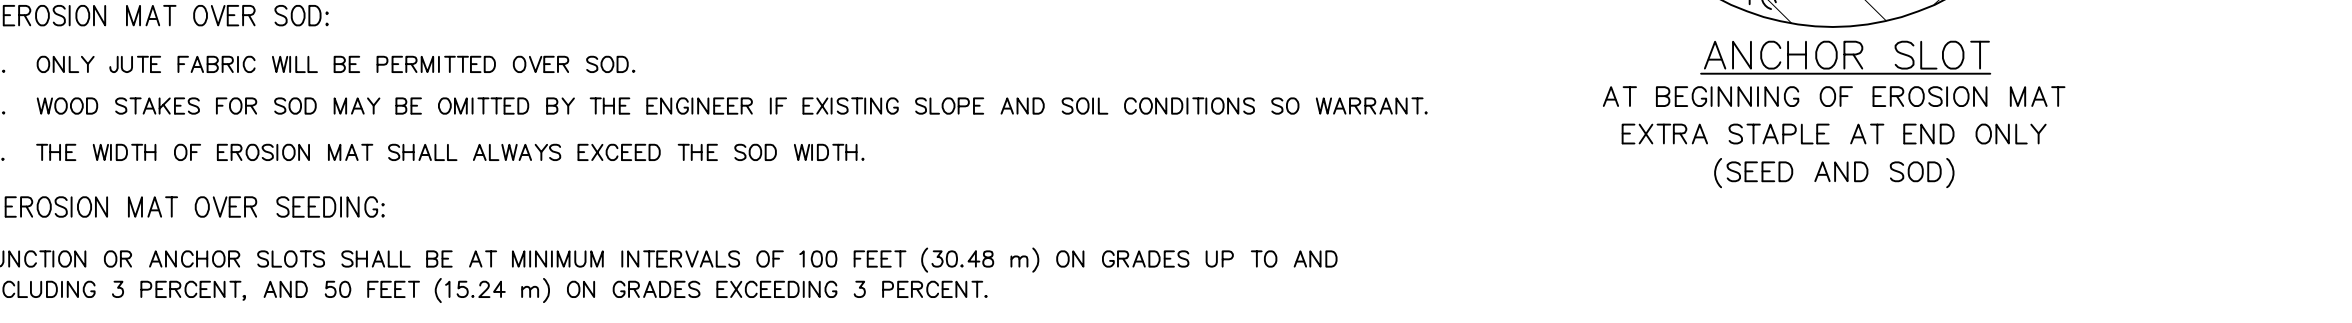 EROSION MAT OVER SOD:
. ONLY JUTE FABRIC WILL BE PERMITTED OVER SOD.
. WOOD STAKES FOR SOD MAY BE OMITTED BY THE ENGINEER IF EXISTING SLOPE AND SOIL CONDITIONS SO WARRANT.
. THE WIDTH OF EROSION MAT SHALL ALWAYS EXCEED THE SOD WIDTH.
EROSION MAT OVER SEEDING:
UNCTION OR ANCHOR SLOTS SHALL BE AT MINIMUM INTERVALS OF 100 FEET (30.48 m) ON GRADES UP TO AND
CLUDING 3 PERCENT, AND 50 FEET (15.24 m) ON GRADES EXCEEDING 3 PERCENT.
ANCHOR SLOT
AT BEGINNING OF EROSION MAT
EXTRA STAPLE AT END ONLY
(SEED AND SOD)